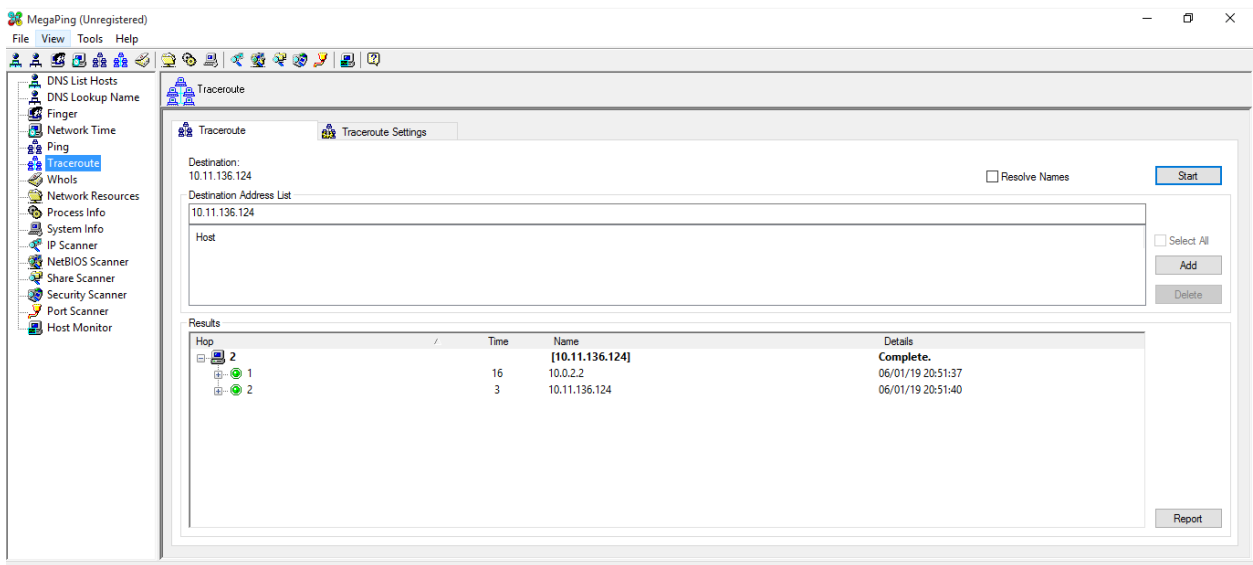 MegaPing (Unregistered)
File View Tools Help
DNS List Hosts
DNS Lookup Name
Finger
Network Time
Ping
Traceroute
WhoIs
Network Resources
Process Info
System Info
IP Scanner
NetBIOS Scanner
Share Scanner
Security Scanner
Port Scanner
Host Monitor
Traceroute
Traceroute Traceroute Settings
Destination:
10.11.136.124
Resolve Names Start
Destination Address List
10.11.136.124
Host
Select All
Add
Delete
Results
Hop Time Name Details
2 [10.11.136.124] Complete.
1 16 10.0.2.2 06/01/19 20:51:37
2 3 10.11.136.124 06/01/19 20:51:40
Report